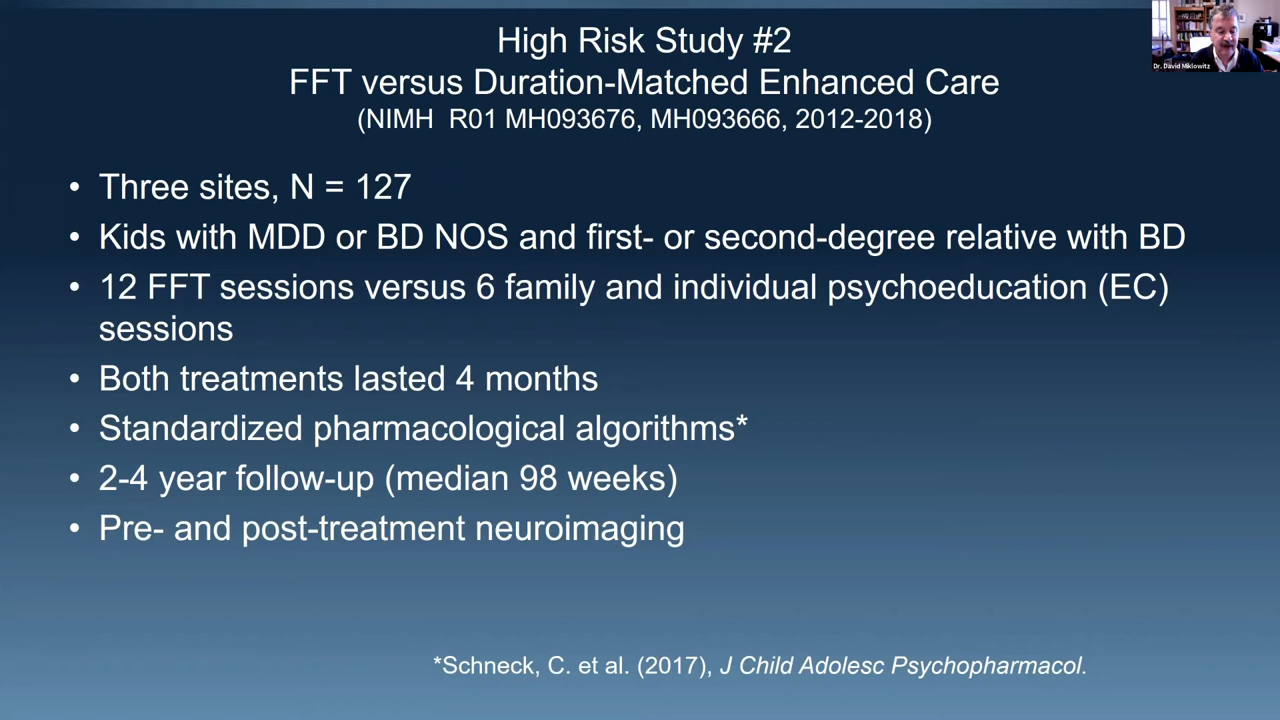 High Risk Study #2
FFT versus Duration-Matched Enhanced Care
(NIMH R01 MH093676, MH093666, 2012-2018)
Dr. David Miklowitz
• Three sites, N = 127
• Kids with MDD or BD NOS and first- or second-degree relative with BD
• 12 FFT sessions versus 6 family and individual psychoeducation (EC)
sessions
• Both treatments lasted 4 months
• Standardized pharmacological algorithms*
• 2-4 year follow-up (median 98 weeks)
• Pre- and post-treatment neuroimaging
*Schneck, C. et al. (2017), J Child Adolesc Psychopharmacol.